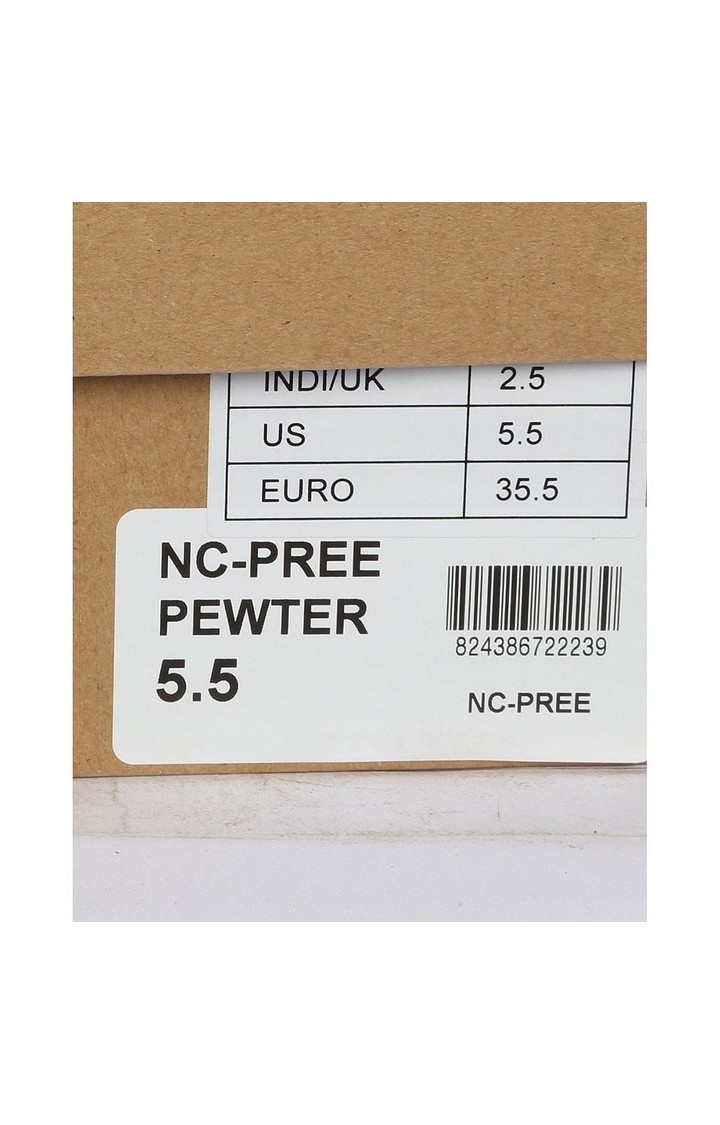 INDI/UK 2.5
US 5.5
EURO 35.5
NC-PREE
PEWTER
5.5
824386722239
NC-PREE